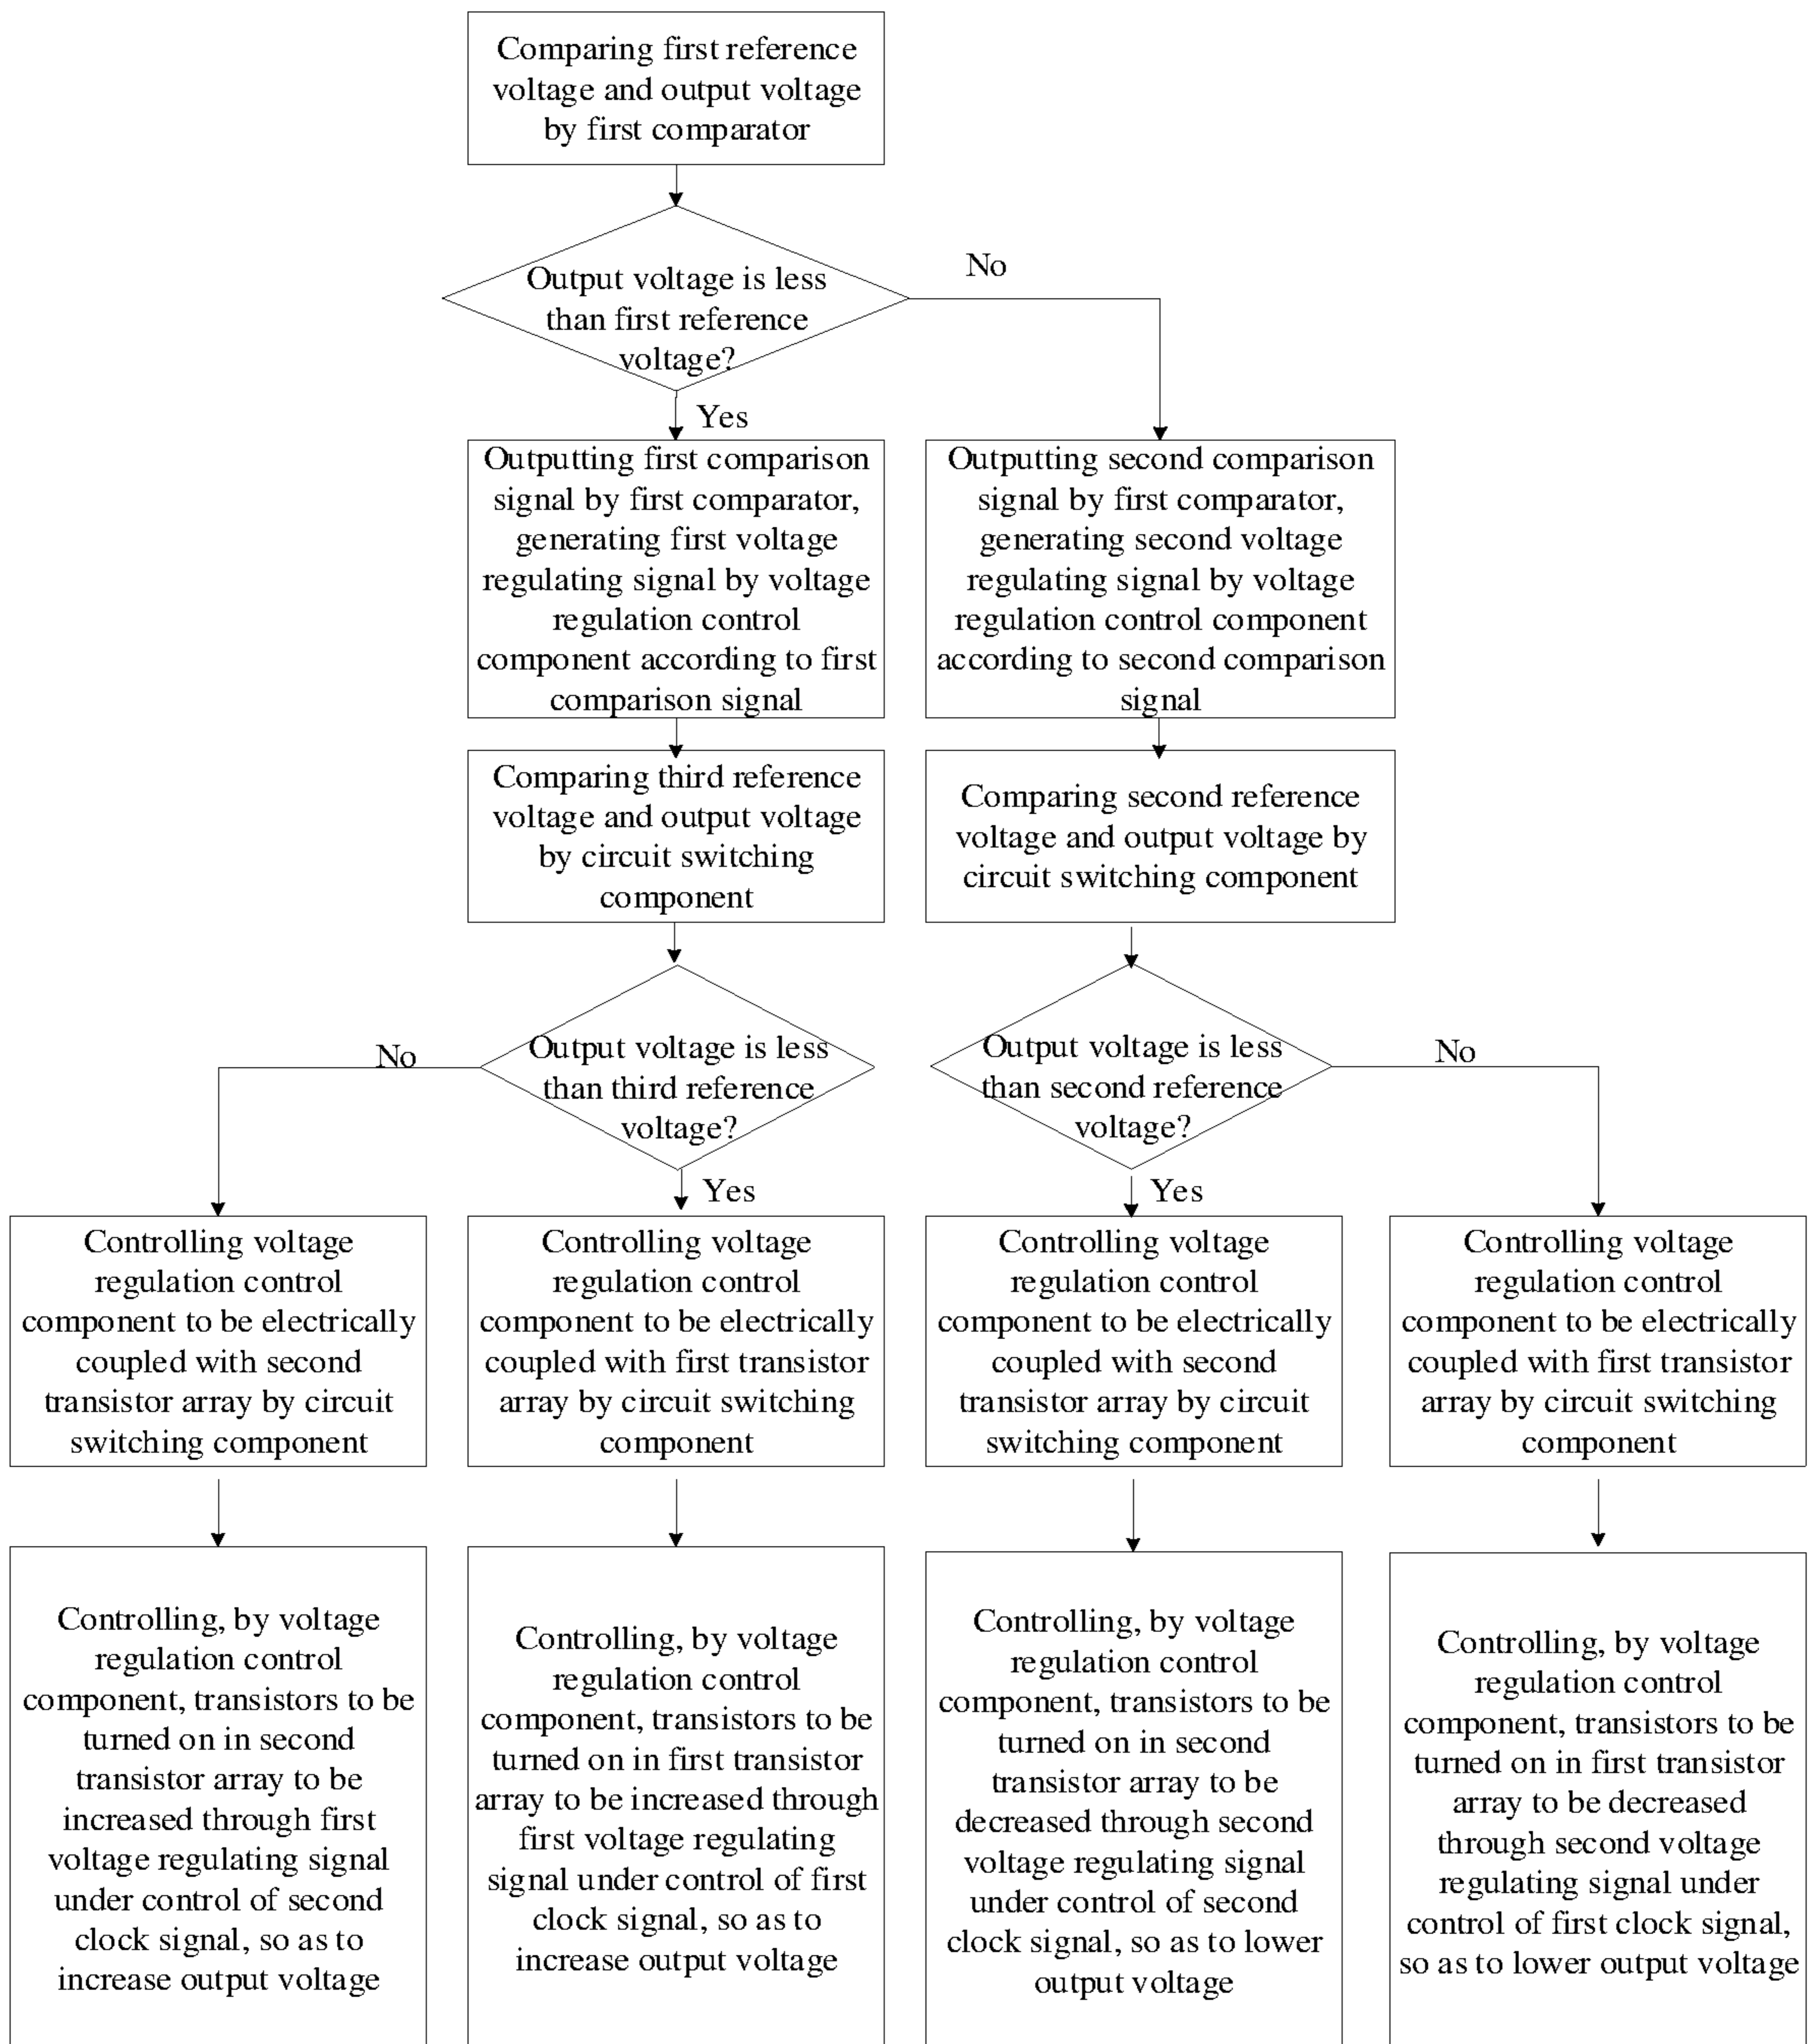 Comparing first reference
voltage and output voltage
by first comparator
Output voltage is less
than first reference
voltage?
No
Yes
Outputting first comparison
signal by first comparator,
generating first voltage
regulating signal by voltage
regulation control
component according to first
comparison signal
Outputting second comparison
signal by first comparator,
generating second voltage
regulating signal by voltage
regulation control component
according to second comparison
signal
Comparing third reference
voltage and output voltage
by circuit switching
component
Comparing second reference
voltage and output voltage by
circuit switching component
No
Output voltage is less
than third reference
voltage?
Yes
Output voltage is less
than second reference
voltage?
No
Yes
Controlling voltage
regulation control
component to be electrically
coupled with second
transistor array by circuit
switching component
Controlling voltage
regulation control
component to be electrically
coupled with first transistor
array by circuit switching
component
Controlling voltage
regulation control
component to be electrically
coupled with second
transistor array by circuit
switching component
Controlling voltage
regulation control
component to be electrically
coupled with first transistor
array by circuit switching
component
Controlling, by voltage
regulation control
component, transistors to be
turned on in second
transistor array to be
increased through first
voltage regulating signal
under control of second
clock signal, so as to
increase output voltage
Controlling, by voltage
regulation control
component, transistors to be
turned on in first transistor
array to be increased through
first voltage regulating
signal under control of first
clock signal, so as to
increase output voltage
Controlling, by voltage
regulation control
component, transistors to be
turned on in second
transistor array to be
decreased through second
voltage regulating signal
under control of second
clock signal, so as to lower
output voltage
Controlling, by voltage
regulation control
component, transistors to be
turned on in first transistor
array to be decreased
through second voltage
regulating signal under
control of first clock signal,
so as to lower output voltage